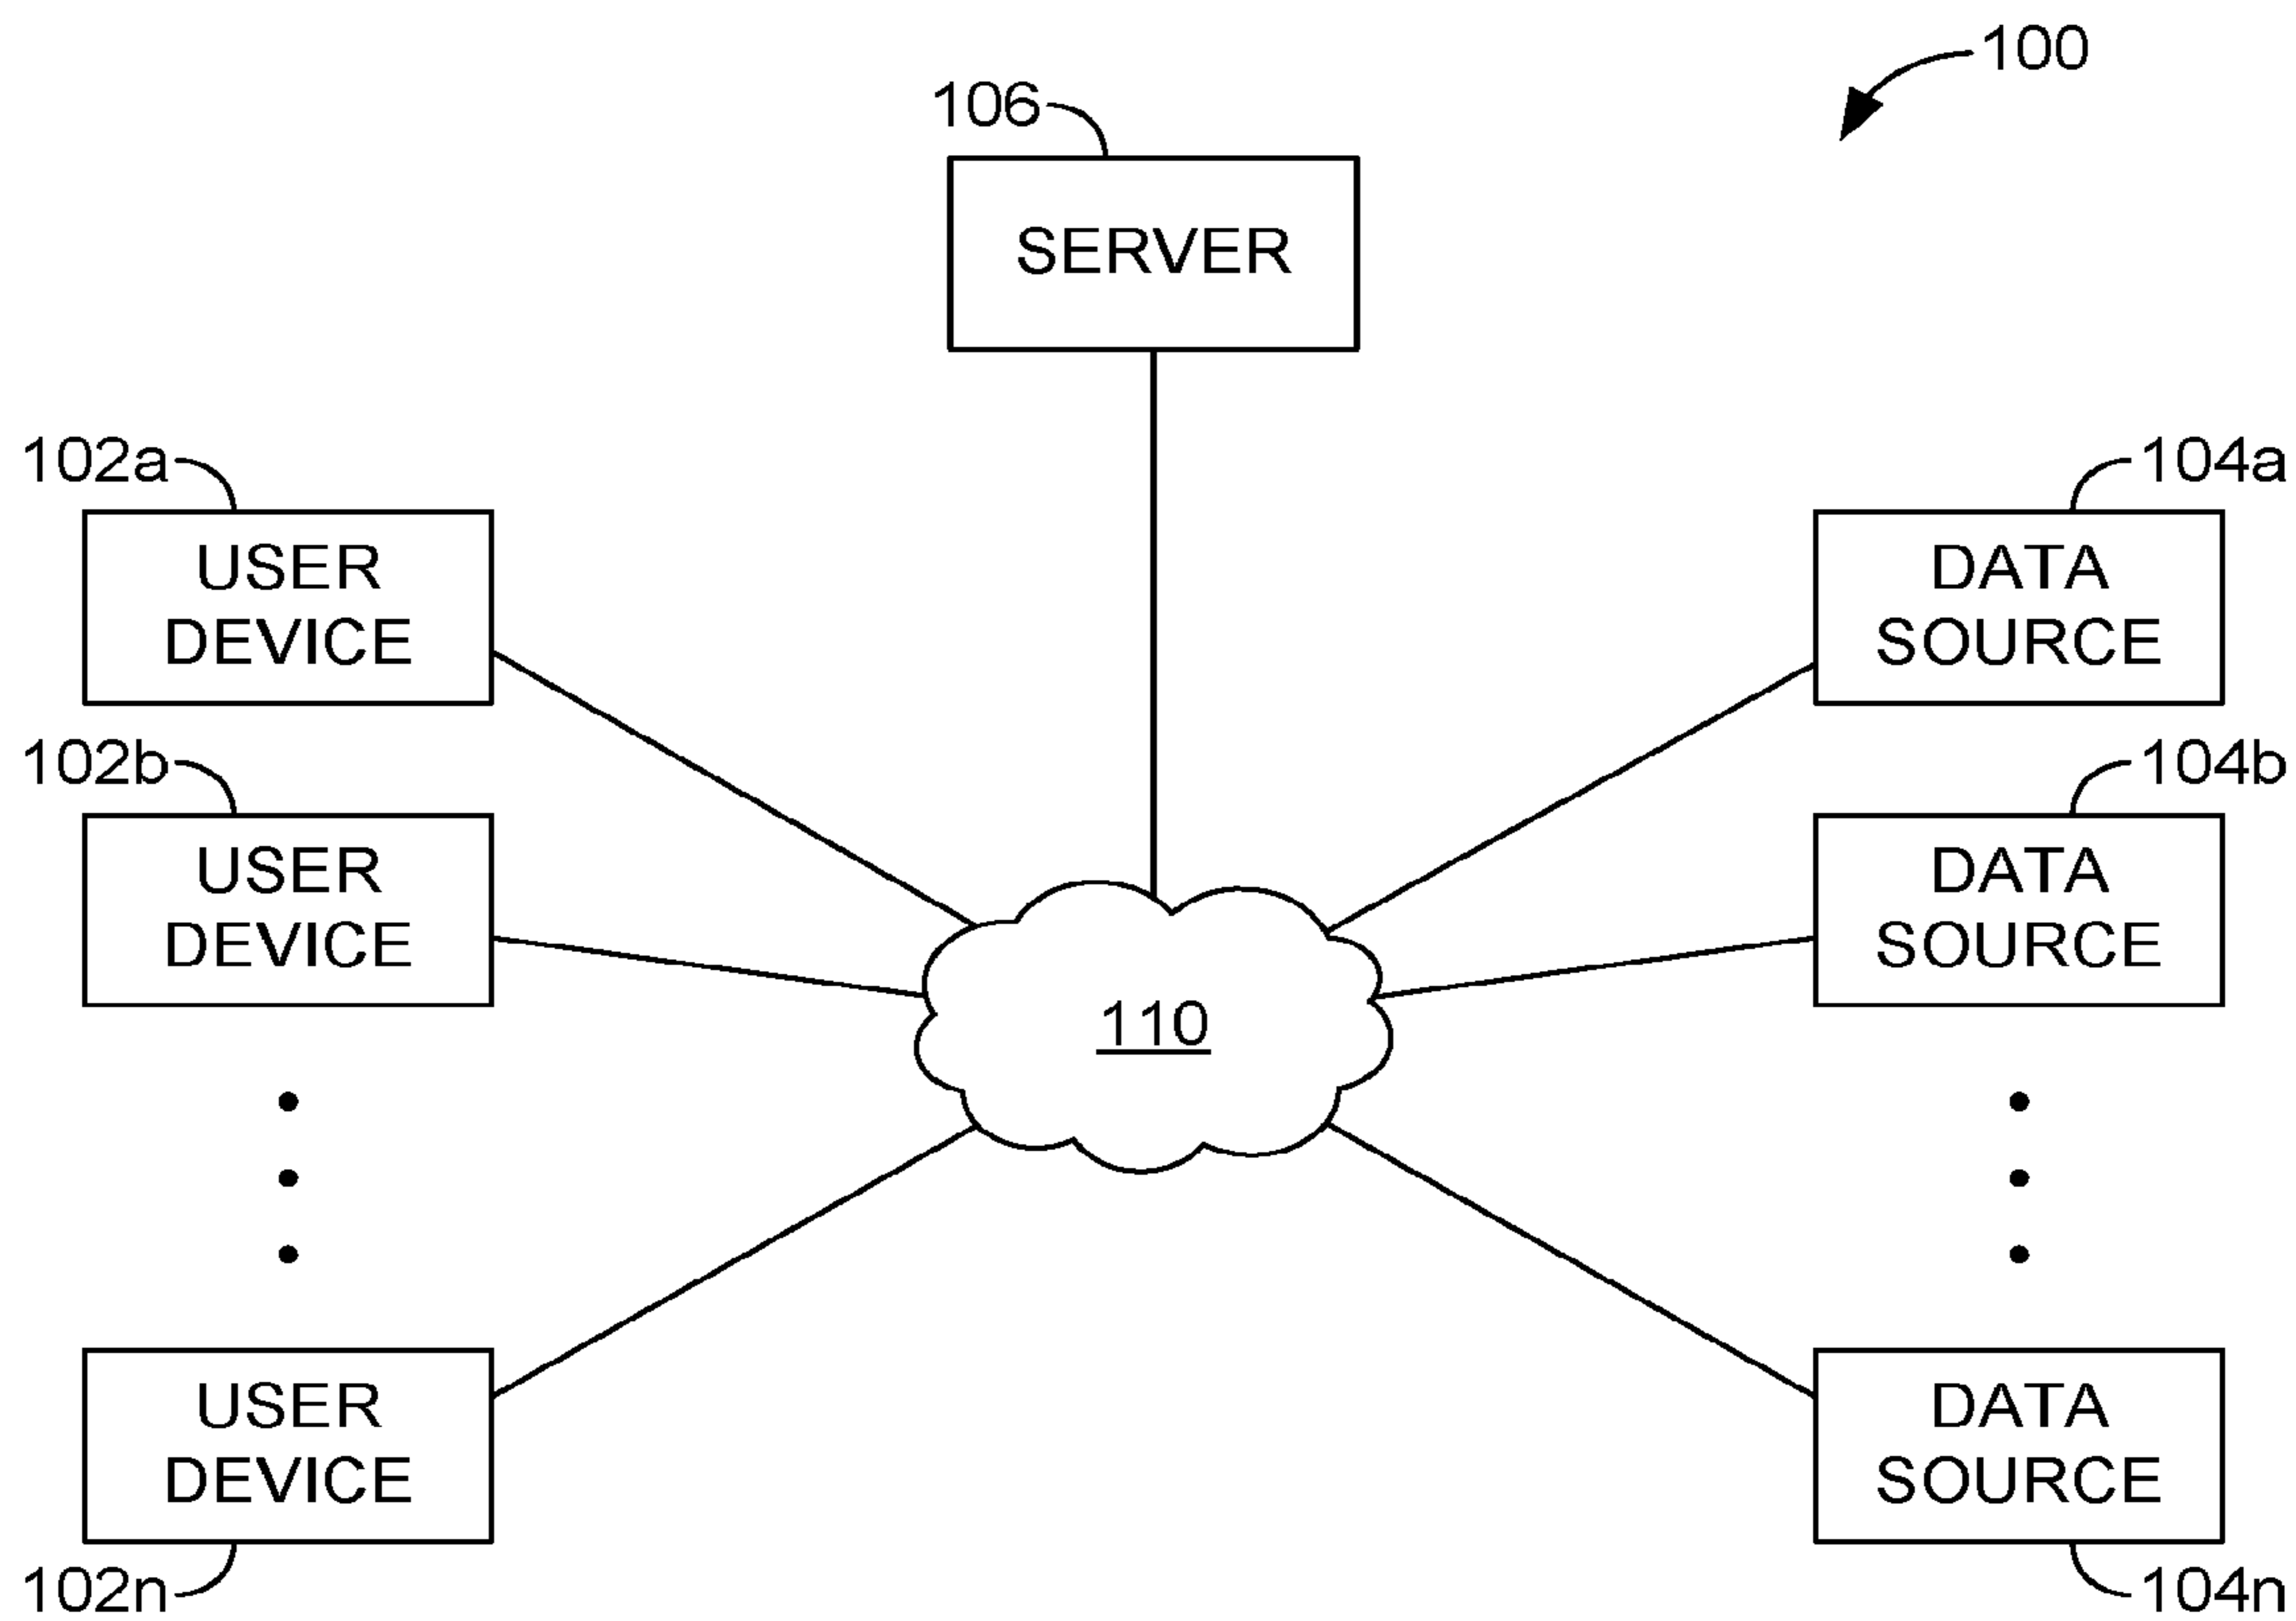 100
106
SERVER
102a
USER
DEVICE
104a
DATA
SOURCE
102b
USER
DEVICE
104b
DATA
SOURCE
110
USER
DEVICE
102n
DATA
SOURCE
104n